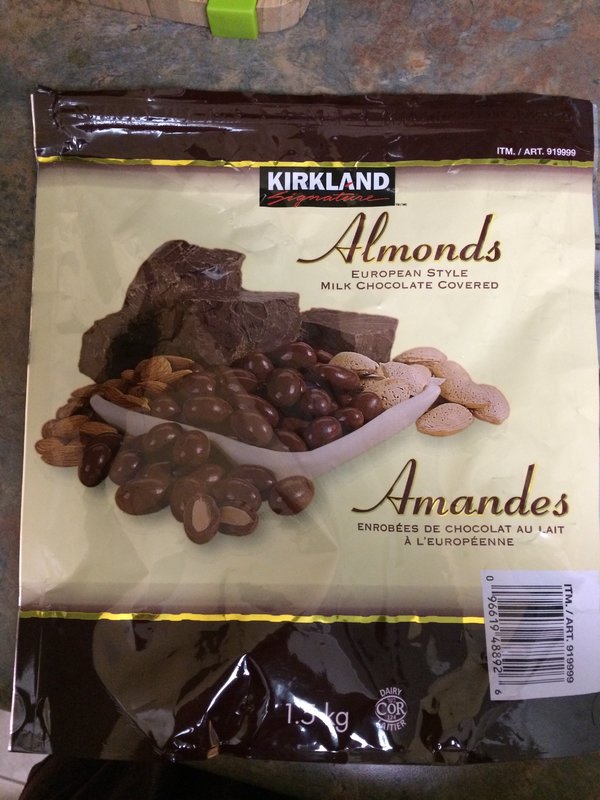 ITM. / ART. 919999
KIRKLAND
Signature
Almonds
EUROPEAN STYLE
MILK CHOCOLATE COVERED
Amandes
ENROBÉES DE CHOCOLAT AU LAIT
À L'EUROPÉENNE
ITM. / ART. 919999
0 96619 48892 6
1.5 kg
DAIRY
COR
LAITIER